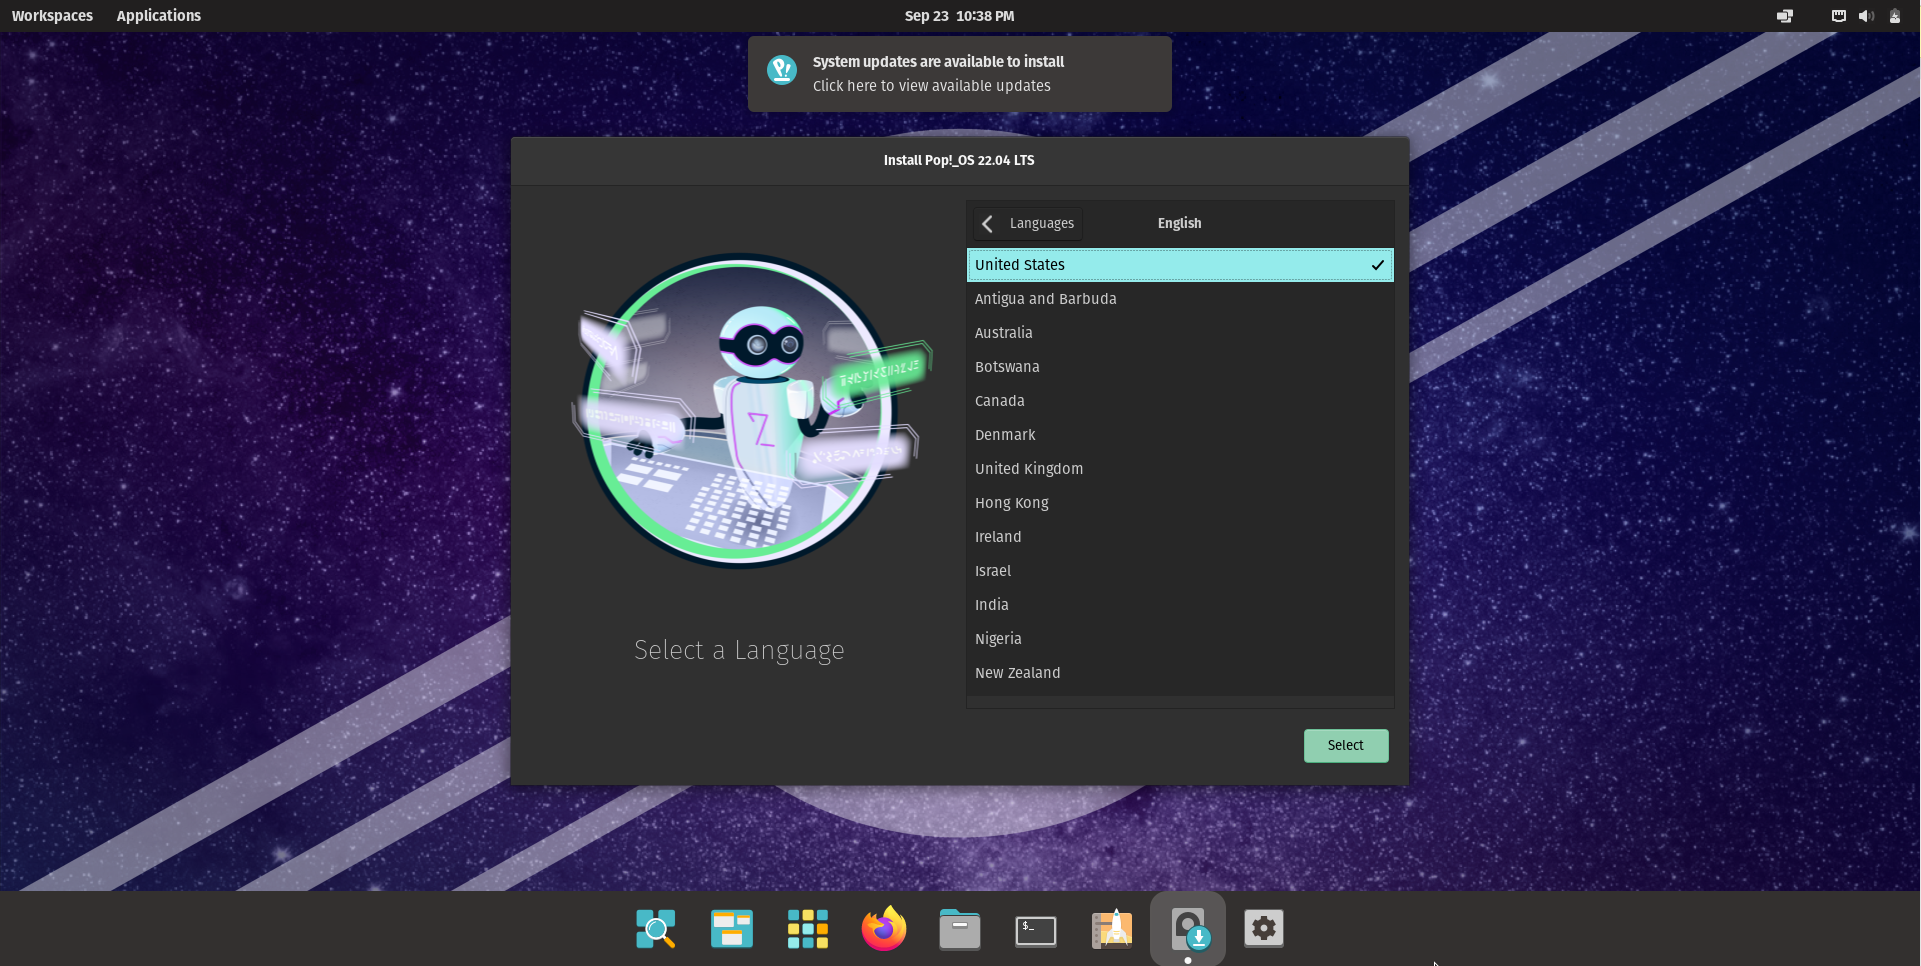 Workspaces Applications Sep 23 10:38 PM
System updates are available to install
Click here to view available updates
Install Pop!_OS 22.04 LTS
Languages English
United States
Antigua and Barbuda
Australia
Botswana
Canada
Denmark
United Kingdom
Hong Kong
Ireland
Israel
India
Nigeria
New Zealand
Select a Language
Select